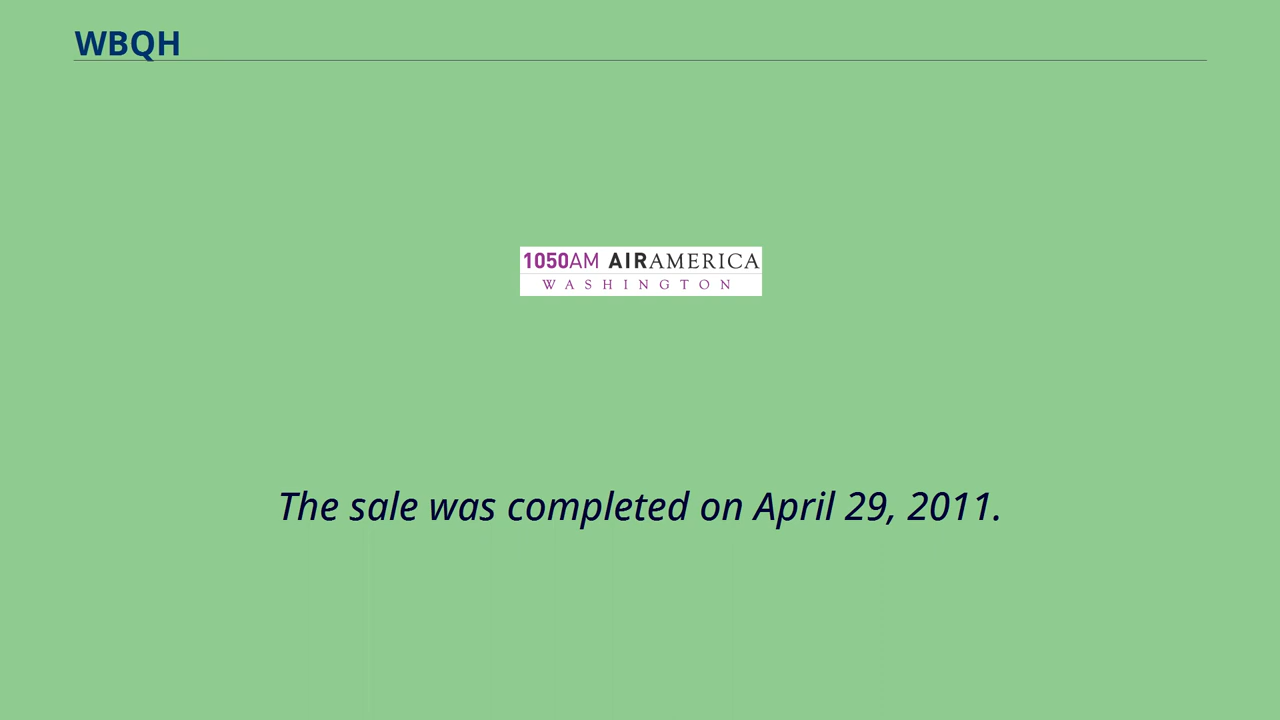 WBQH
1050AM AIRAMERICA
WASHINGTON
The sale was completed on April 29, 2011.